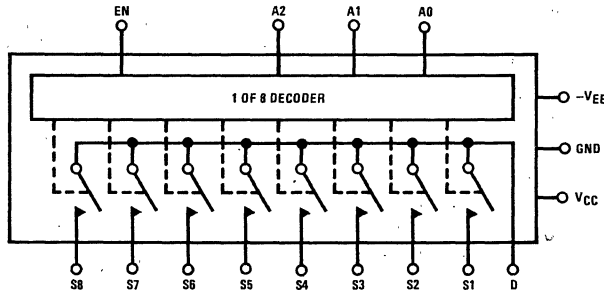 EN A2 A1 A0
1 OF 8 DECODER
-VEE
GND
VCC
S8 S7 S6 S5 S4 S3 S2 S1 D